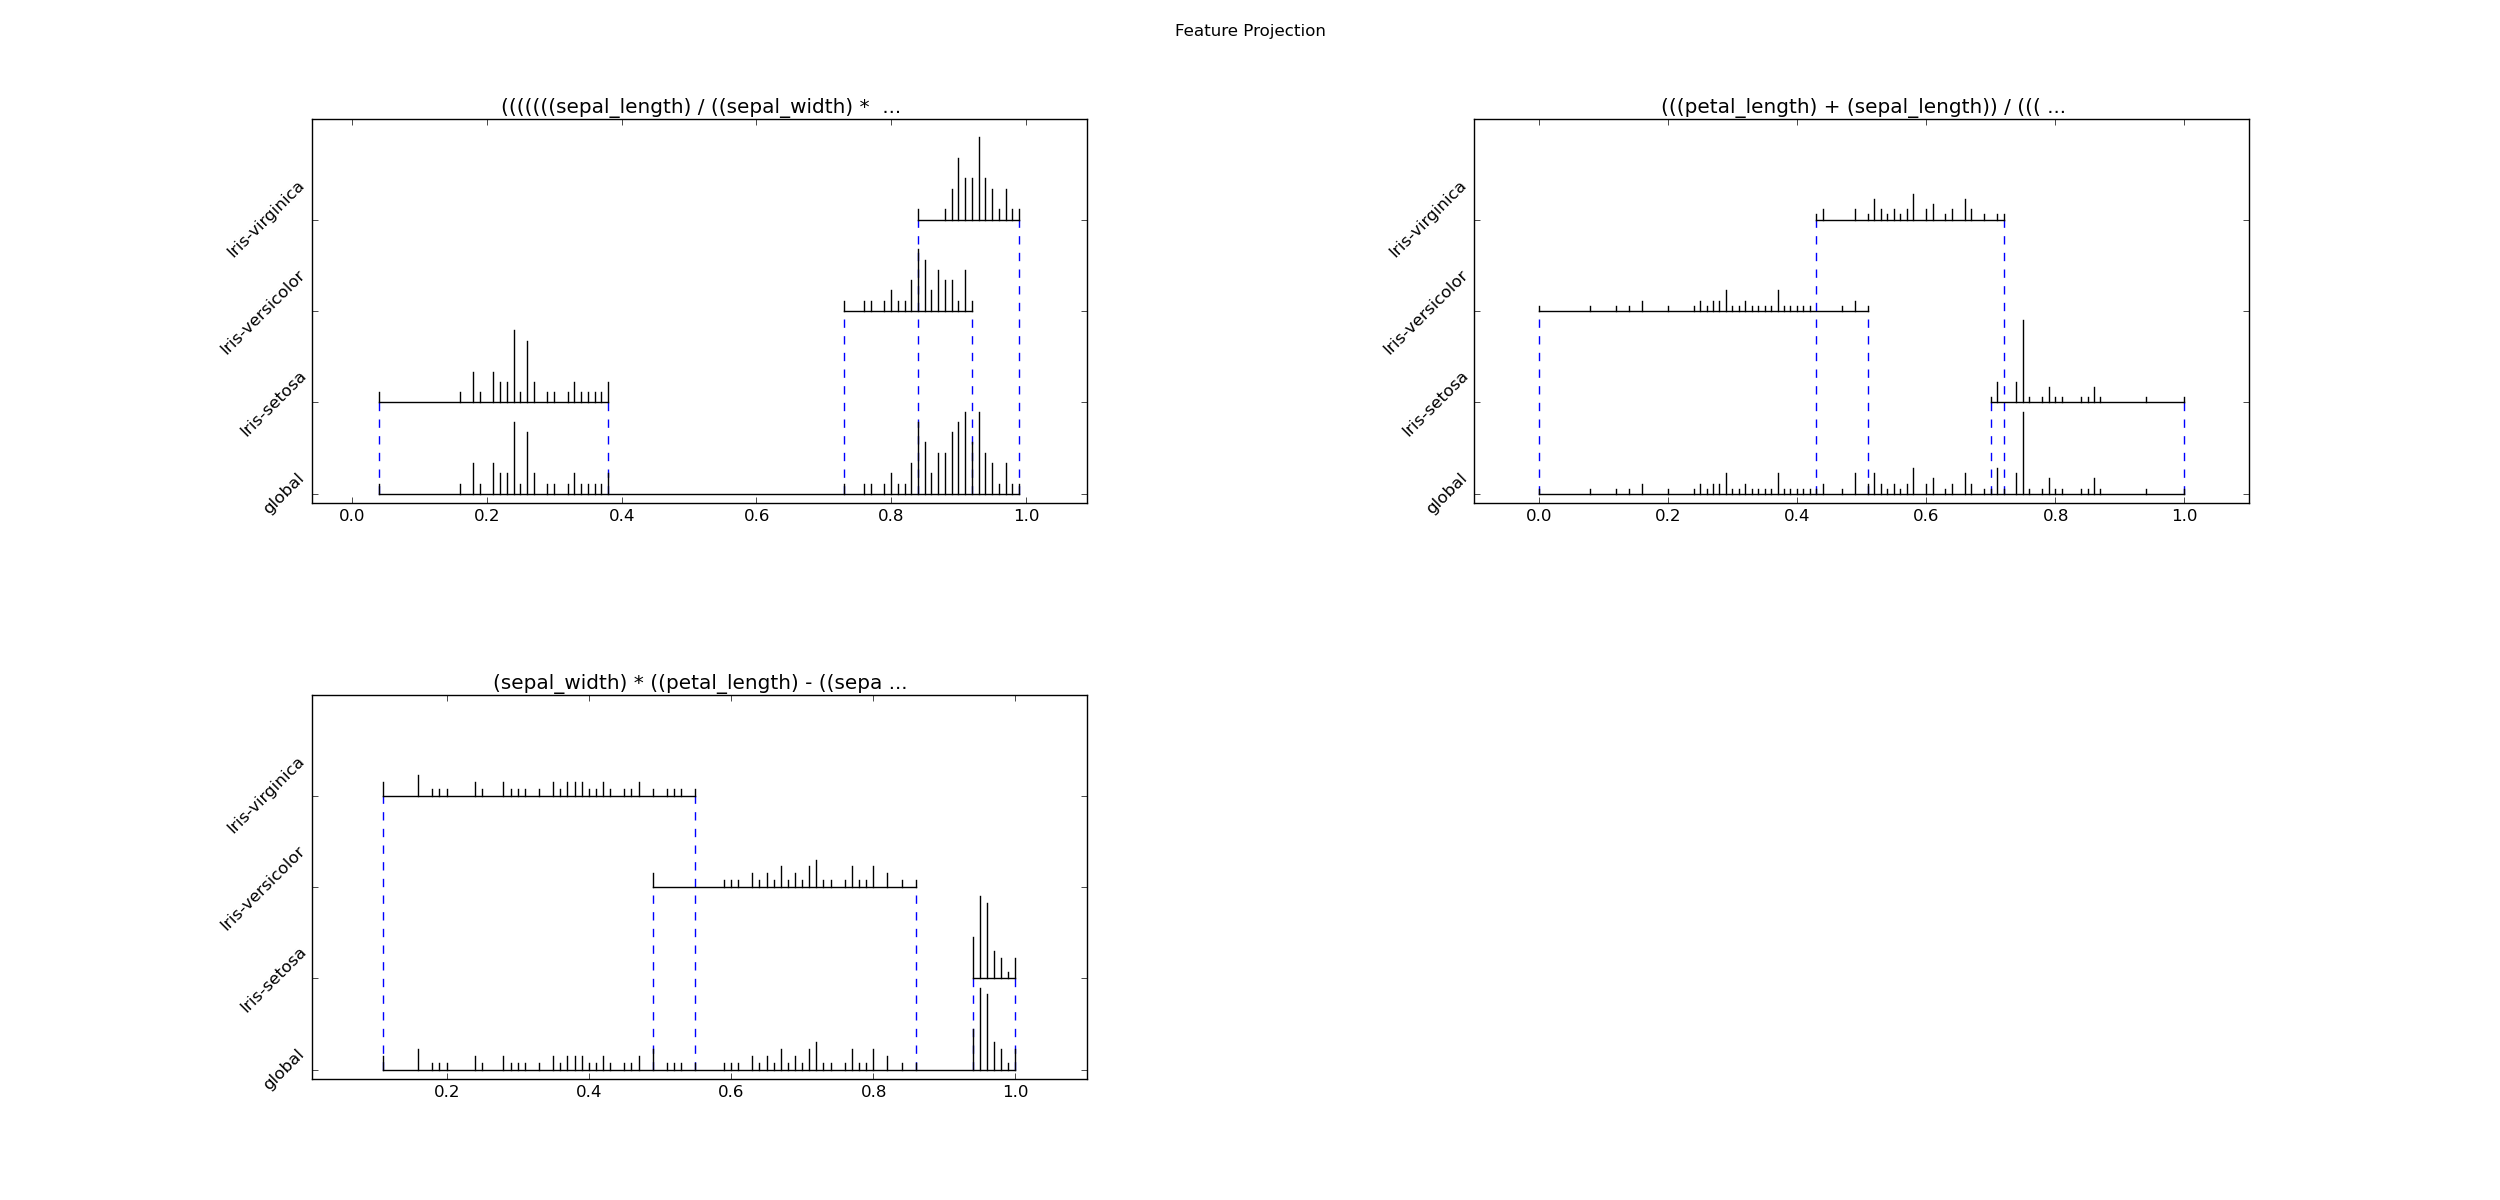 Feature Projection
(((((((sepal_length) / ((sepal_width) *  ...
Iris-virginica
Iris-versicolor
Iris-setosa
global
0.0 0.2 0.4 0.6 0.8 1.0
(((petal_length) + (sepal_length)) / ((( ...
Iris-virginica
Iris-versicolor
Iris-setosa
global
0.0 0.2 0.4 0.6 0.8 1.0
(sepal_width) * ((petal_length) - ((sepa ...
Iris-virginica
Iris-versicolor
Iris-setosa
global
0.2 0.4 0.6 0.8 1.0